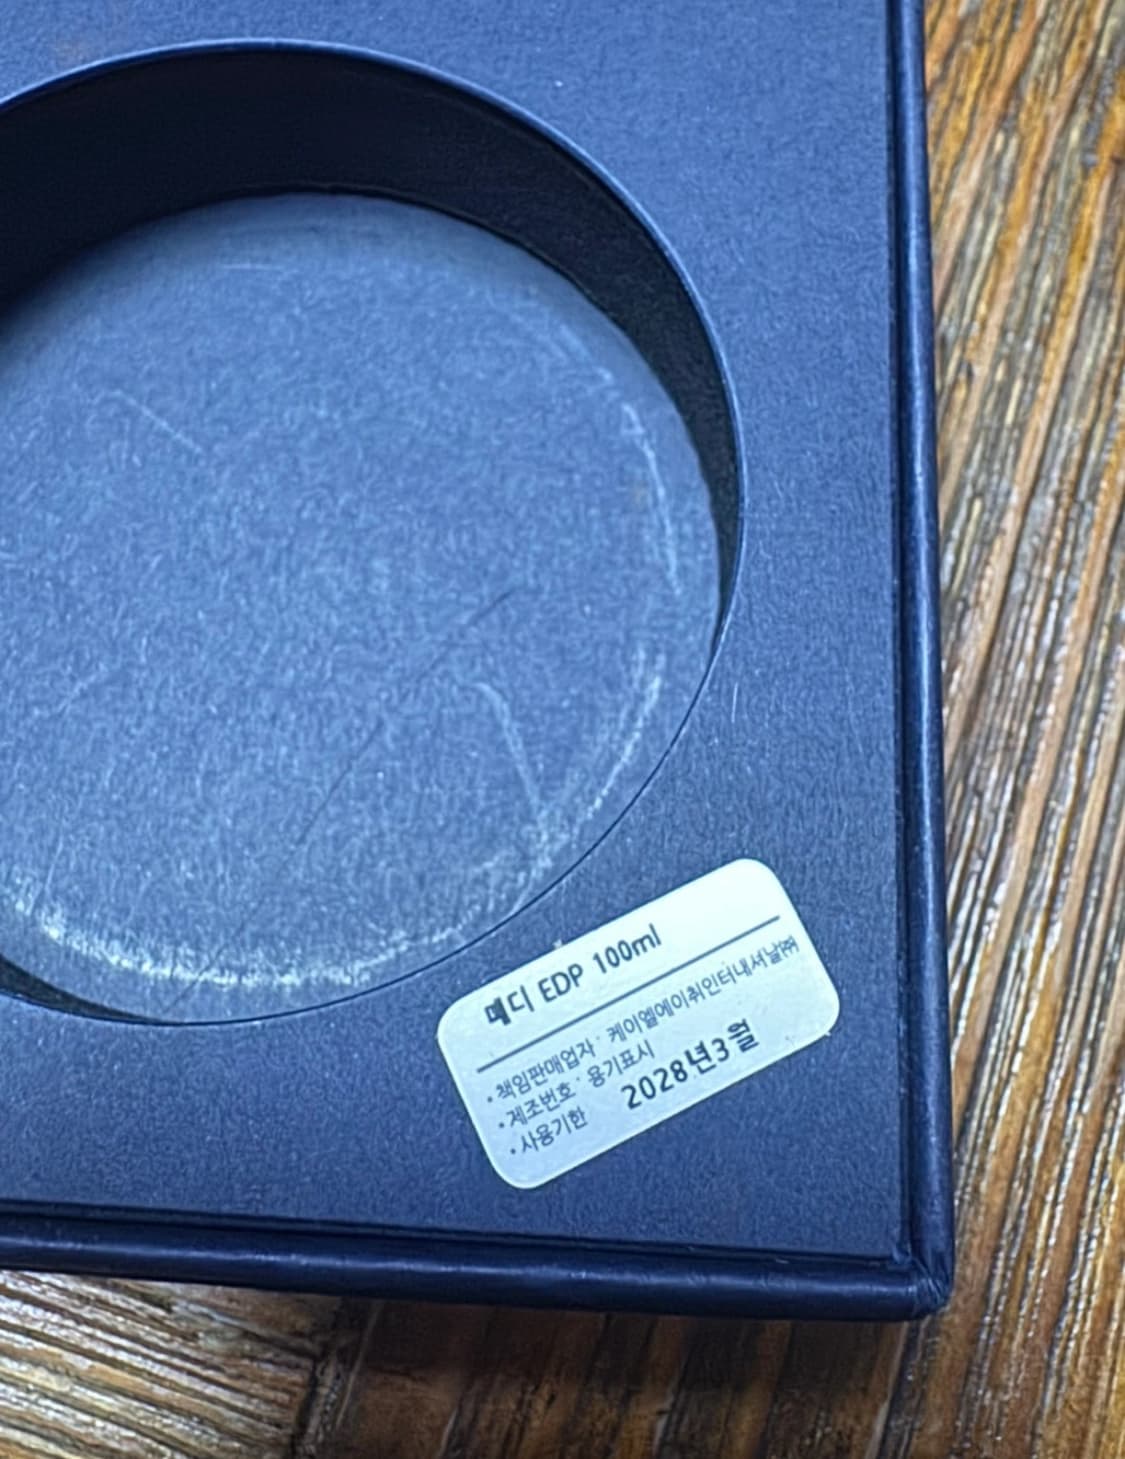 메디 EDP 100ml
• 책임판매업자 : 케이엘에이취인터내셔날㈜
• 제조번호 : 용기표시
• 사용기한 2028년3월